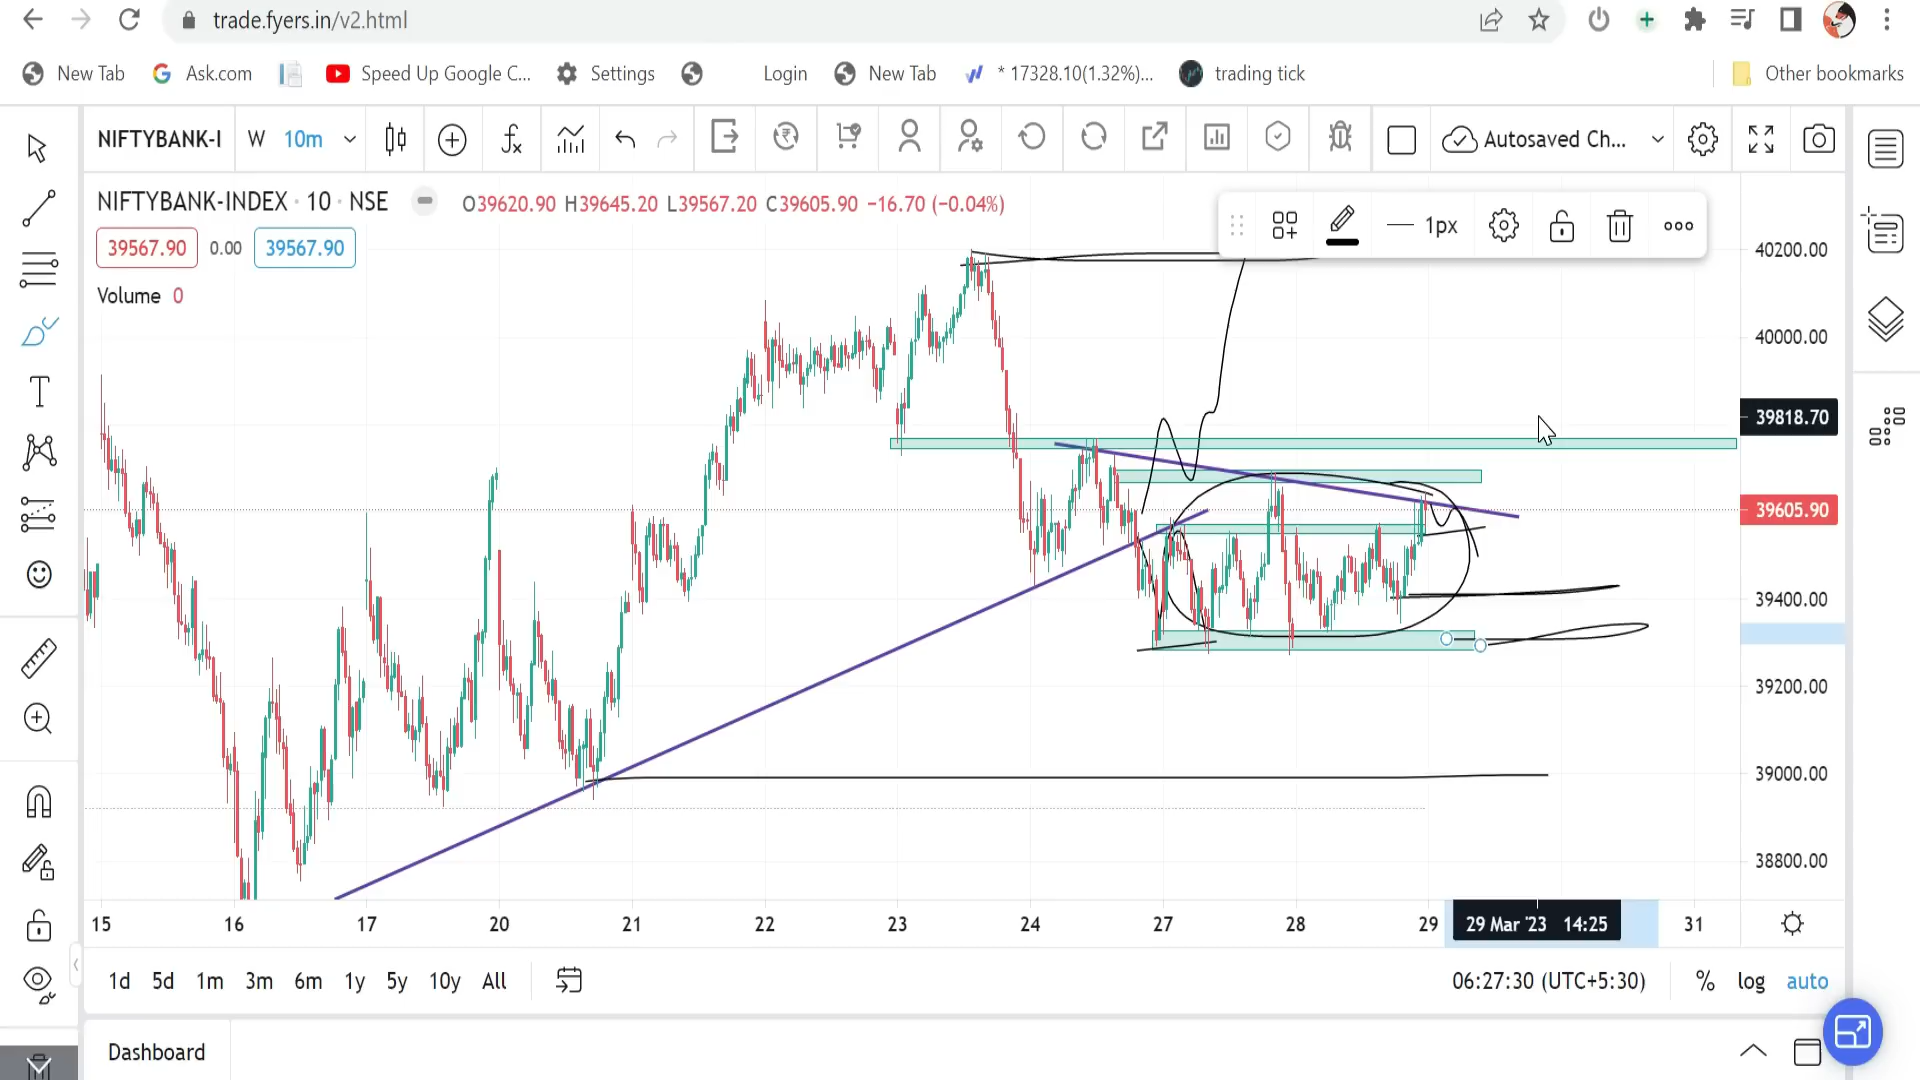 trade.fyers.in/v2.html
New Tab Ask.com Speed Up Google C... Settings Login New Tab * 17328.10(1.32%)... trading tick Other bookmarks
NIFTYBANK-I W 10m Autosaved Ch...
NIFTYBANK-INDEX · 10 · NSE O39620.90 H39645.20 L39567.20 C39605.90 −16.70 (−0.04%)
1px
39567.90 0.00 39567.90
Volume 0
40200.00
40000.00
39818.70
39605.90
39400.00
39200.00
39000.00
38800.00
15 16 17 20 21 22 23 24 27 28 29 29 Mar '23 14:25 31
1d 5d 1m 3m 6m 1y 5y 10y All 06:27:30 (UTC+5:30) % log auto
Dashboard